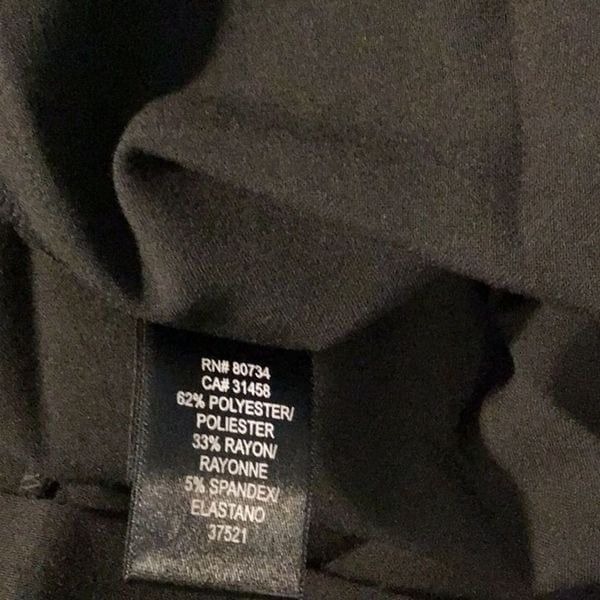 RN# 80734
CA# 31458
62% POLYESTER/
POLIESTER
33% RAYON/
RAYONNE
5% SPANDEX/
ELASTANO
37521